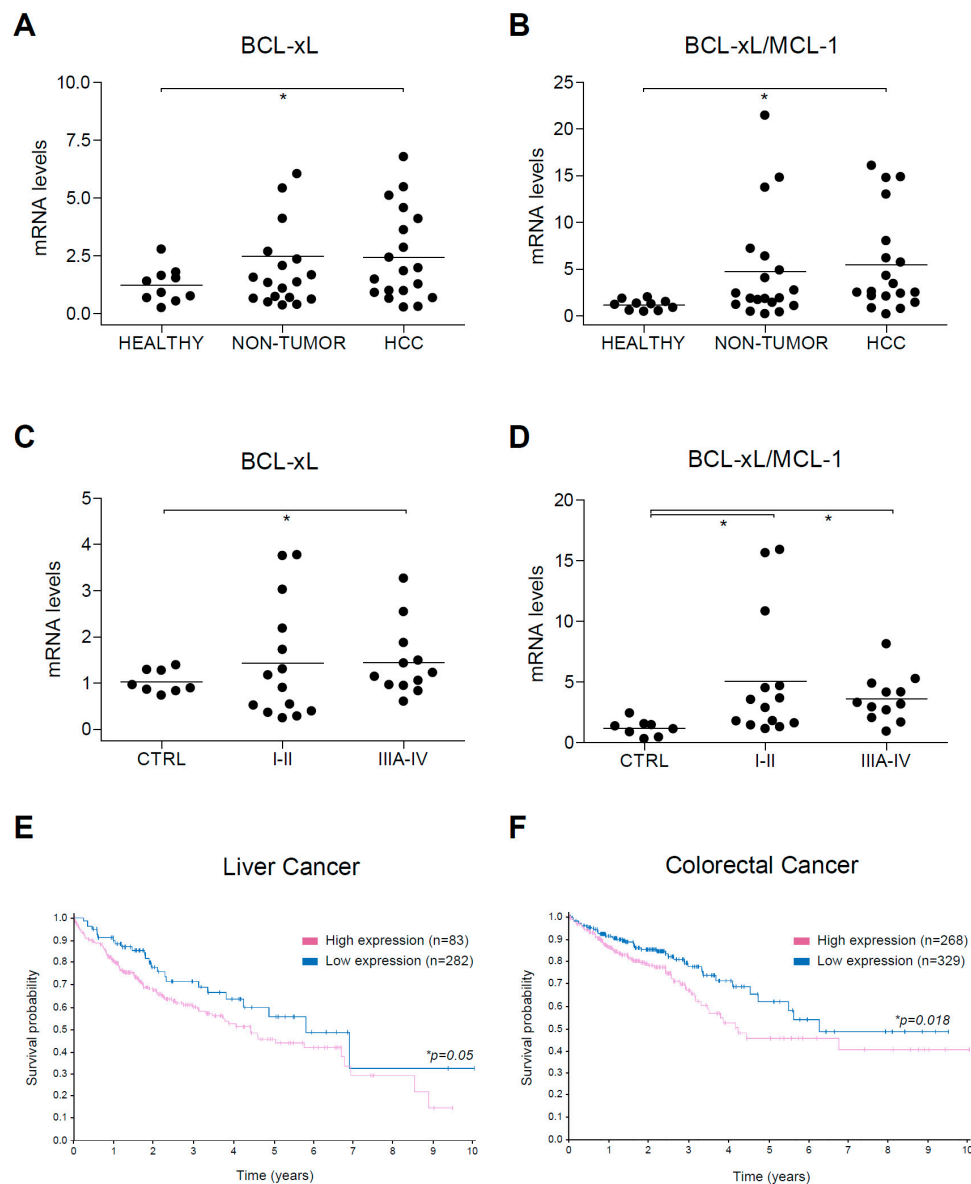 A
BCL-xL
mRNA levels
10.0
7.5
5.0
2.5
0.0
*
HEALTHY NON-TUMOR HCC
B
BCL-xL/MCL-1
mRNA levels
25
20
15
10
5
0
*
HEALTHY NON-TUMOR HCC
C
BCL-xL
mRNA levels
5
4
3
2
1
0
*
CTRL I-II IIIA-IV
D
BCL-xL/MCL-1
mRNA levels
20
15
10
5
0
* *
CTRL I-II IIIA-IV
E
Liver Cancer
Survival probability
1.0
0.9
0.8
0.7
0.6
0.5
0.4
0.3
0.2
0.1
0.0
High expression (n=83)
Low expression (n=282)
*p=0.05
0 1 2 3 4 5 6 7 8 9 10
Time (years)
F
Colorectal Cancer
Survival probability
1.0
0.9
0.8
0.7
0.6
0.5
0.4
0.3
0.2
0.1
0.0
High expression (n=268)
Low expression (n=329)
*p=0.018
0 1 2 3 4 5 6 7 8 9 10
Time (years)